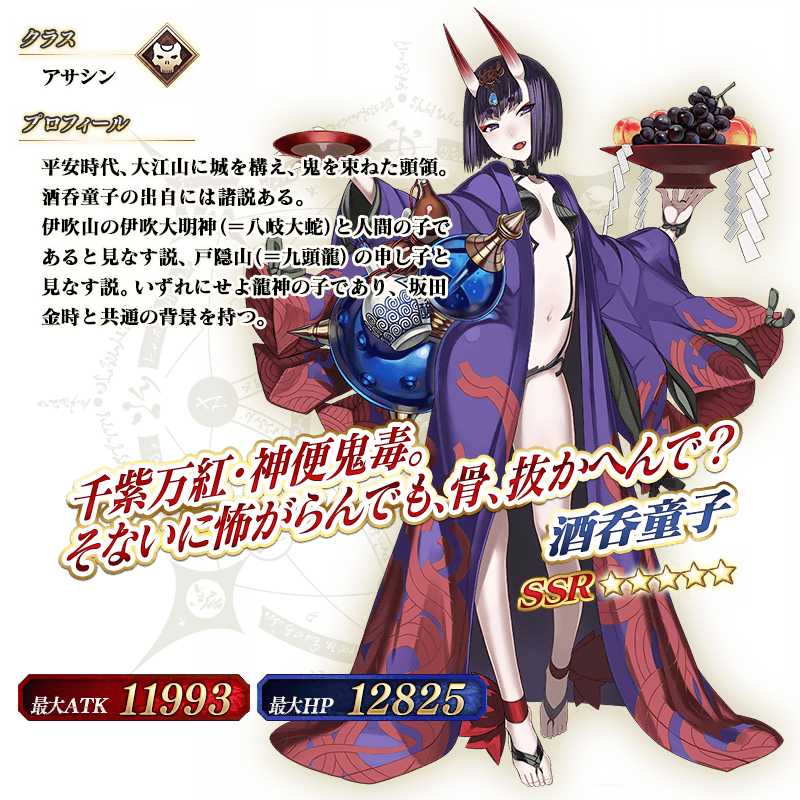 クラス
アサシン
プロフィール
平安時代、大江山に城を構え、鬼を束ねた頭領。
酒呑童子の出自には諸説ある。
伊吹山の伊吹大明神(=八岐大蛇)と人間の子で
あると見なす説、戸隠山(=九頭龍)の申し子と
見なす説。いずれにせよ龍神の子であり、坂田
金時と共通の背景を持つ。
千紫万紅・神便鬼毒。
そないに怖がらんでも、骨、抜かへんで?
酒呑童子
SSR
最大ATK 11993
最大HP 12825